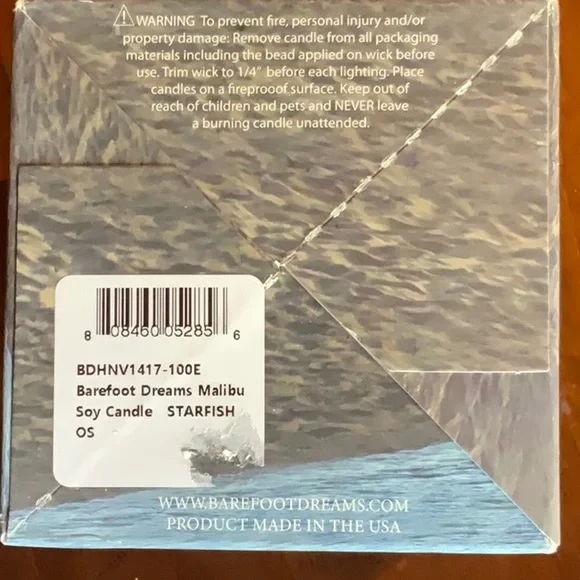 WARNING To prevent fire, personal injury and/or
property damage: Remove candle from all packaging
materials including the bead applied on wick before
use. Trim wick to 1/4" before each lighting. Place
candles on a fireproof surface. Keep out of
reach of children and pets and NEVER leave
a burning candle unattended.
8 08460 05285 6
BDHNV1417-100E
Barefoot Dreams Malibu
Soy Candle STARFISH
OS
WWW.BAREFOOTDREAMS.COM
PRODUCT MADE IN THE USA